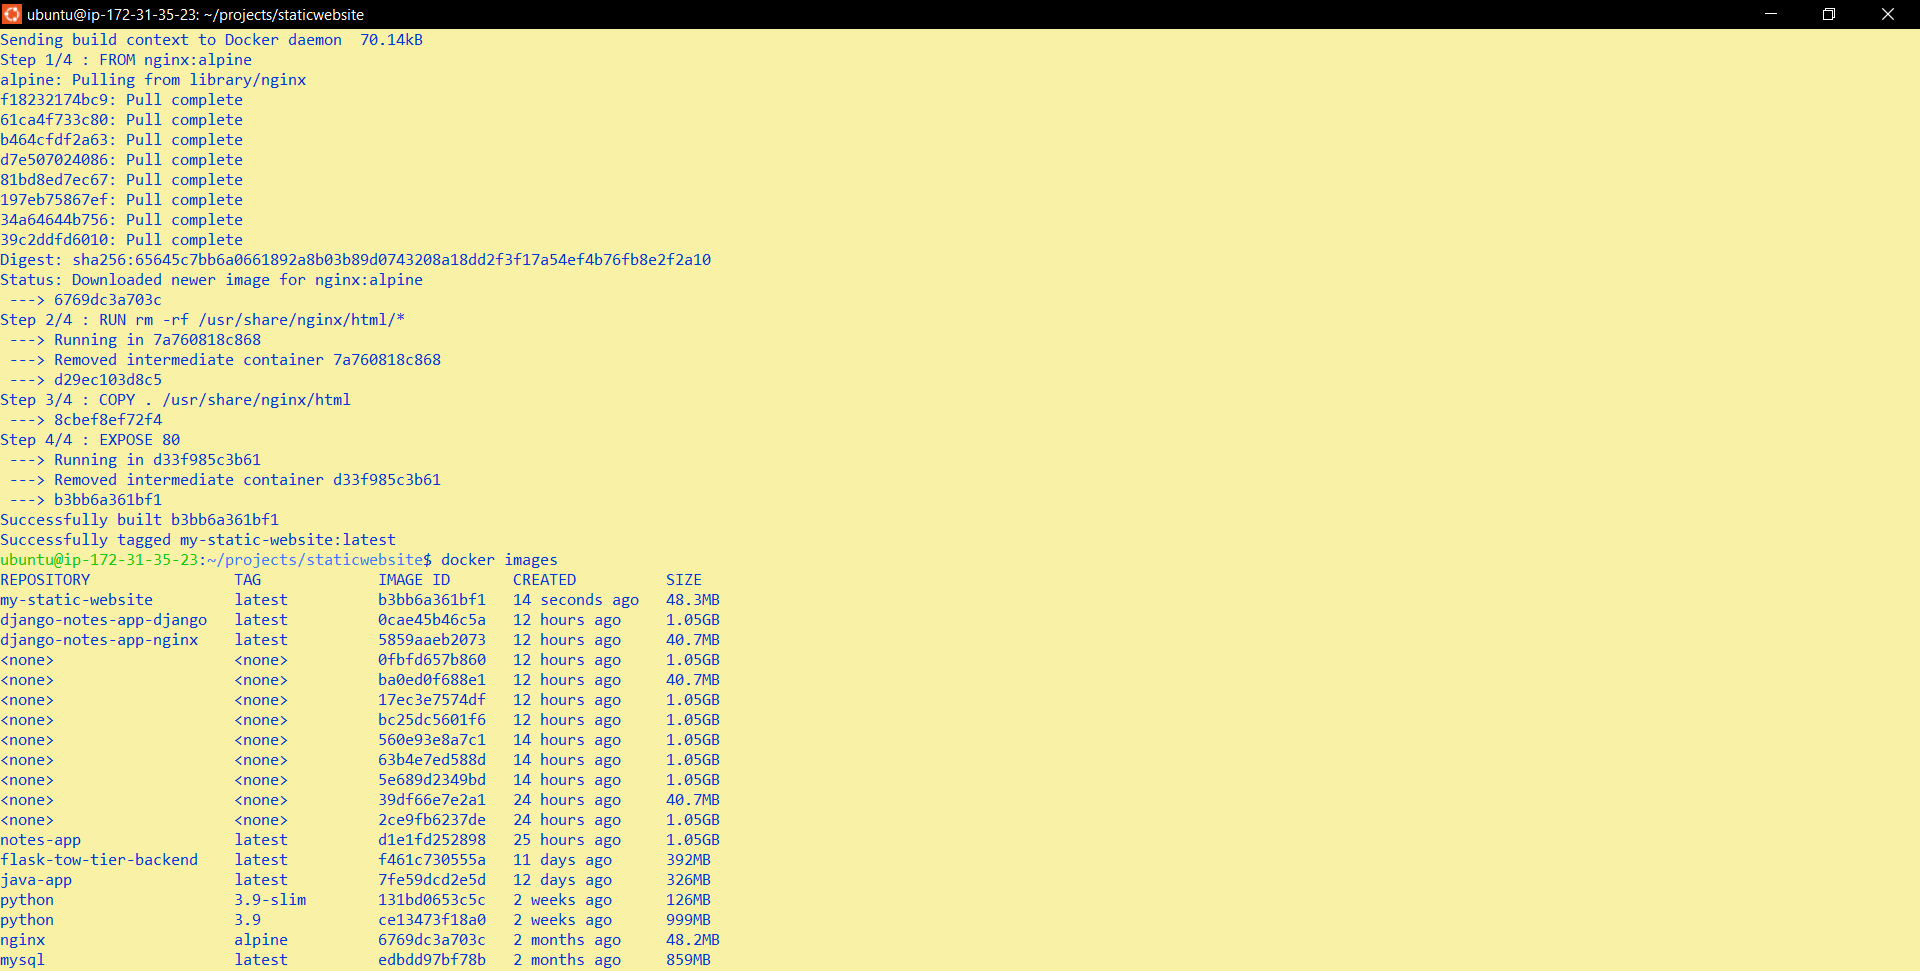 ubuntu@ip-172-31-35-23: ~/projects/staticwebsite
Sending build context to Docker daemon  70.14kB
Step 1/4 : FROM nginx:alpine
alpine: Pulling from library/nginx
f18232174bc9: Pull complete
61ca4f733c80: Pull complete
b464cfdf2a63: Pull complete
d7e507024086: Pull complete
81bd8ed7ec67: Pull complete
197eb75867ef: Pull complete
34a64644b756: Pull complete
39c2ddfd6010: Pull complete
Digest: sha256:65645c7bb6a0661892a8b03b89d0743208a18dd2f3f17a54ef4b76fb8e2f2a10
Status: Downloaded newer image for nginx:alpine
 ---> 6769dc3a703c
Step 2/4 : RUN rm -rf /usr/share/nginx/html/*
 ---> Running in 7a760818c868
 ---> Removed intermediate container 7a760818c868
 ---> d29ec103d8c5
Step 3/4 : COPY . /usr/share/nginx/html
 ---> 8cbef8ef72f4
Step 4/4 : EXPOSE 80
 ---> Running in d33f985c3b61
 ---> Removed intermediate container d33f985c3b61
 ---> b3bb6a361bf1
Successfully built b3bb6a361bf1
Successfully tagged my-static-website:latest
ubuntu@ip-172-31-35-23:~/projects/staticwebsite$ docker images
REPOSITORY                TAG             IMAGE ID       CREATED          SIZE
my-static-website         latest          b3bb6a361bf1   14 seconds ago   48.3MB
django-notes-app-django   latest          0cae45b46c5a   12 hours ago     1.05GB
django-notes-app-nginx    latest          5859aaeb2073   12 hours ago     40.7MB
<none>                    <none>          0fbfd657b860   12 hours ago     1.05GB
<none>                    <none>          ba0ed0f688e1   12 hours ago     40.7MB
<none>                    <none>          17ec3e7574df   12 hours ago     1.05GB
<none>                    <none>          bc25dc5601f6   12 hours ago     1.05GB
<none>                    <none>          560e93e8a7c1   14 hours ago     1.05GB
<none>                    <none>          63b4e7ed588d   14 hours ago     1.05GB
<none>                    <none>          5e689d2349bd   14 hours ago     1.05GB
<none>                    <none>          39df66e7e2a1   24 hours ago     40.7MB
<none>                    <none>          2ce9fb6237de   24 hours ago     1.05GB
notes-app                 latest          d1e1fd252898   25 hours ago     1.05GB
flask-tow-tier-backend    latest          f461c730555a   11 days ago      392MB
java-app                  latest          7fe59dcd2e5d   12 days ago      326MB
python                    3.9-slim        131bd0653c5c   2 weeks ago      126MB
python                    3.9             ce13473f18a0   2 weeks ago      999MB
nginx                     alpine          6769dc3a703c   2 months ago     48.2MB
mysql                     latest          edbdd97bf78b   2 months ago     859MB